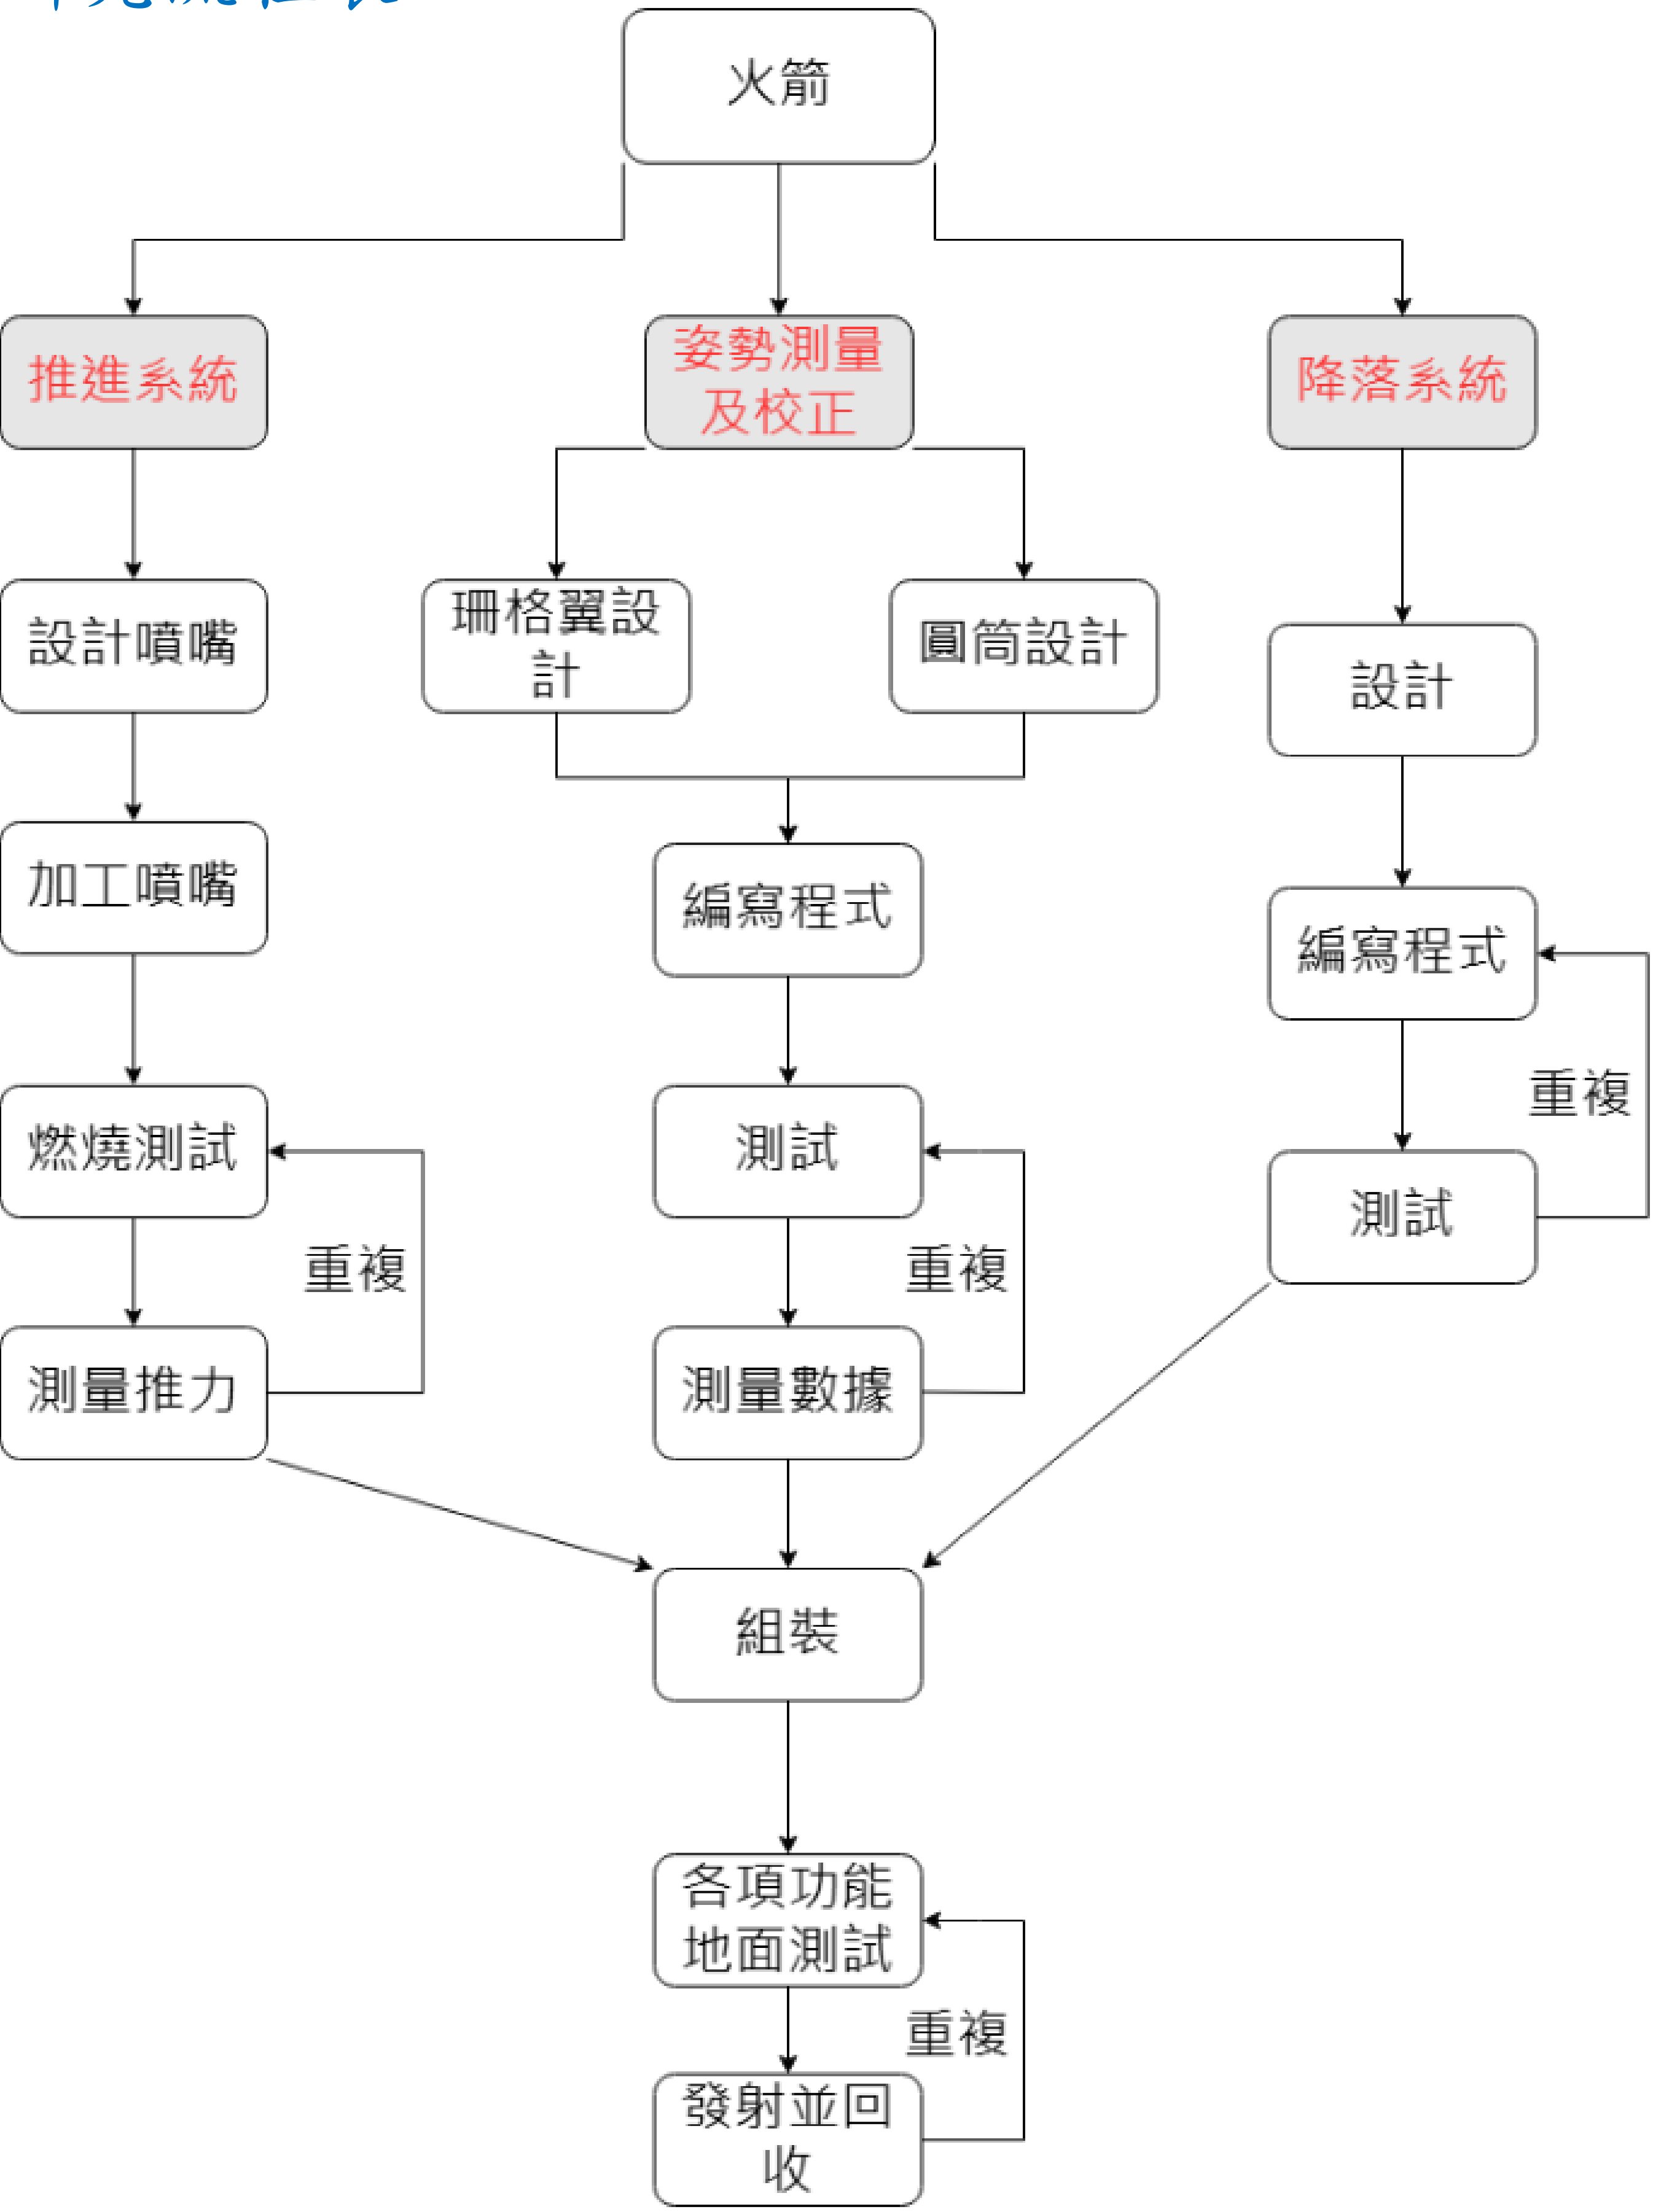 火箭
推進系統
姿勢測量
及校正
降落系統
設計噴嘴
珊格翼設
計
圓筒設計
設計
加工噴嘴
編寫程式
編寫程式
重複
燃燒測試
測試
測試
重複
重複
測量推力
測量數據
組裝
各項功能
地面測試
重複
發射並回
收